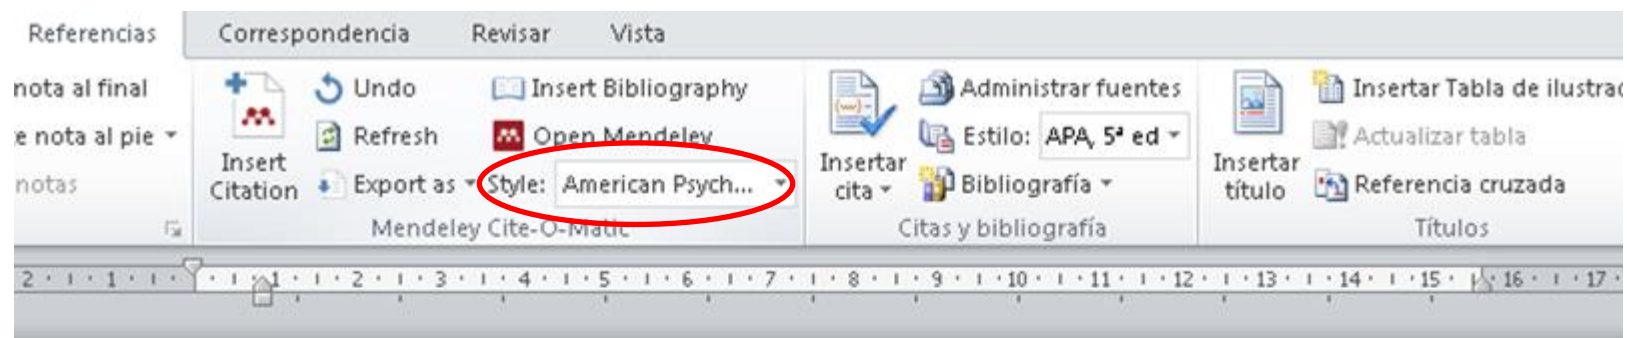 Referencias Correspondencia Revisar Vista
nota al final
e nota al pie
notas
Insert Citation
Undo
Refresh
Export as
Insert Bibliography
Open Mendeley
Style: American Psych...
Mendeley Cite-O-Matic
Insertar cita
Administrar fuentes
Estilo: APA, 5ª ed
Bibliografía
Citas y bibliografía
Insertar título
Insertar Tabla de ilustrac
Actualizar tabla
Referencia cruzada
Títulos
2 1 1 2 3 4 5 6 7 8 9 10 11 12 13 14 15 16 17